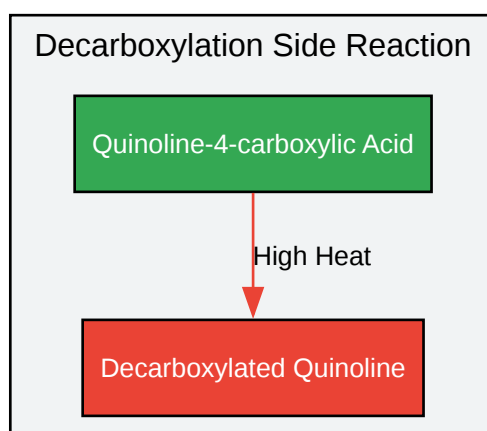 Decarboxylation Side Reaction
Quinoline-4-carboxylic Acid
High Heat
Decarboxylated Quinoline